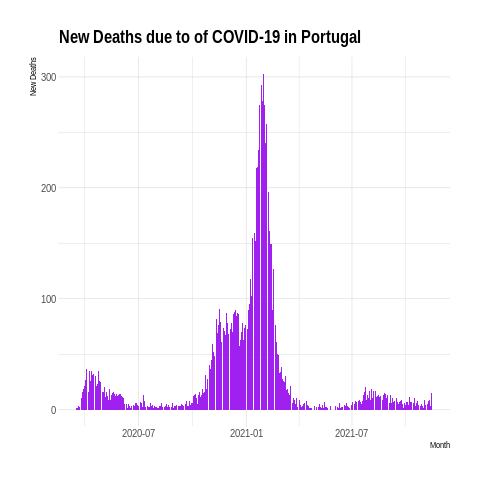 New Deaths due to of COVID-19 in Portugal
New Deaths
300
200
100
0
2020-07
2021-01
2021-07
Month